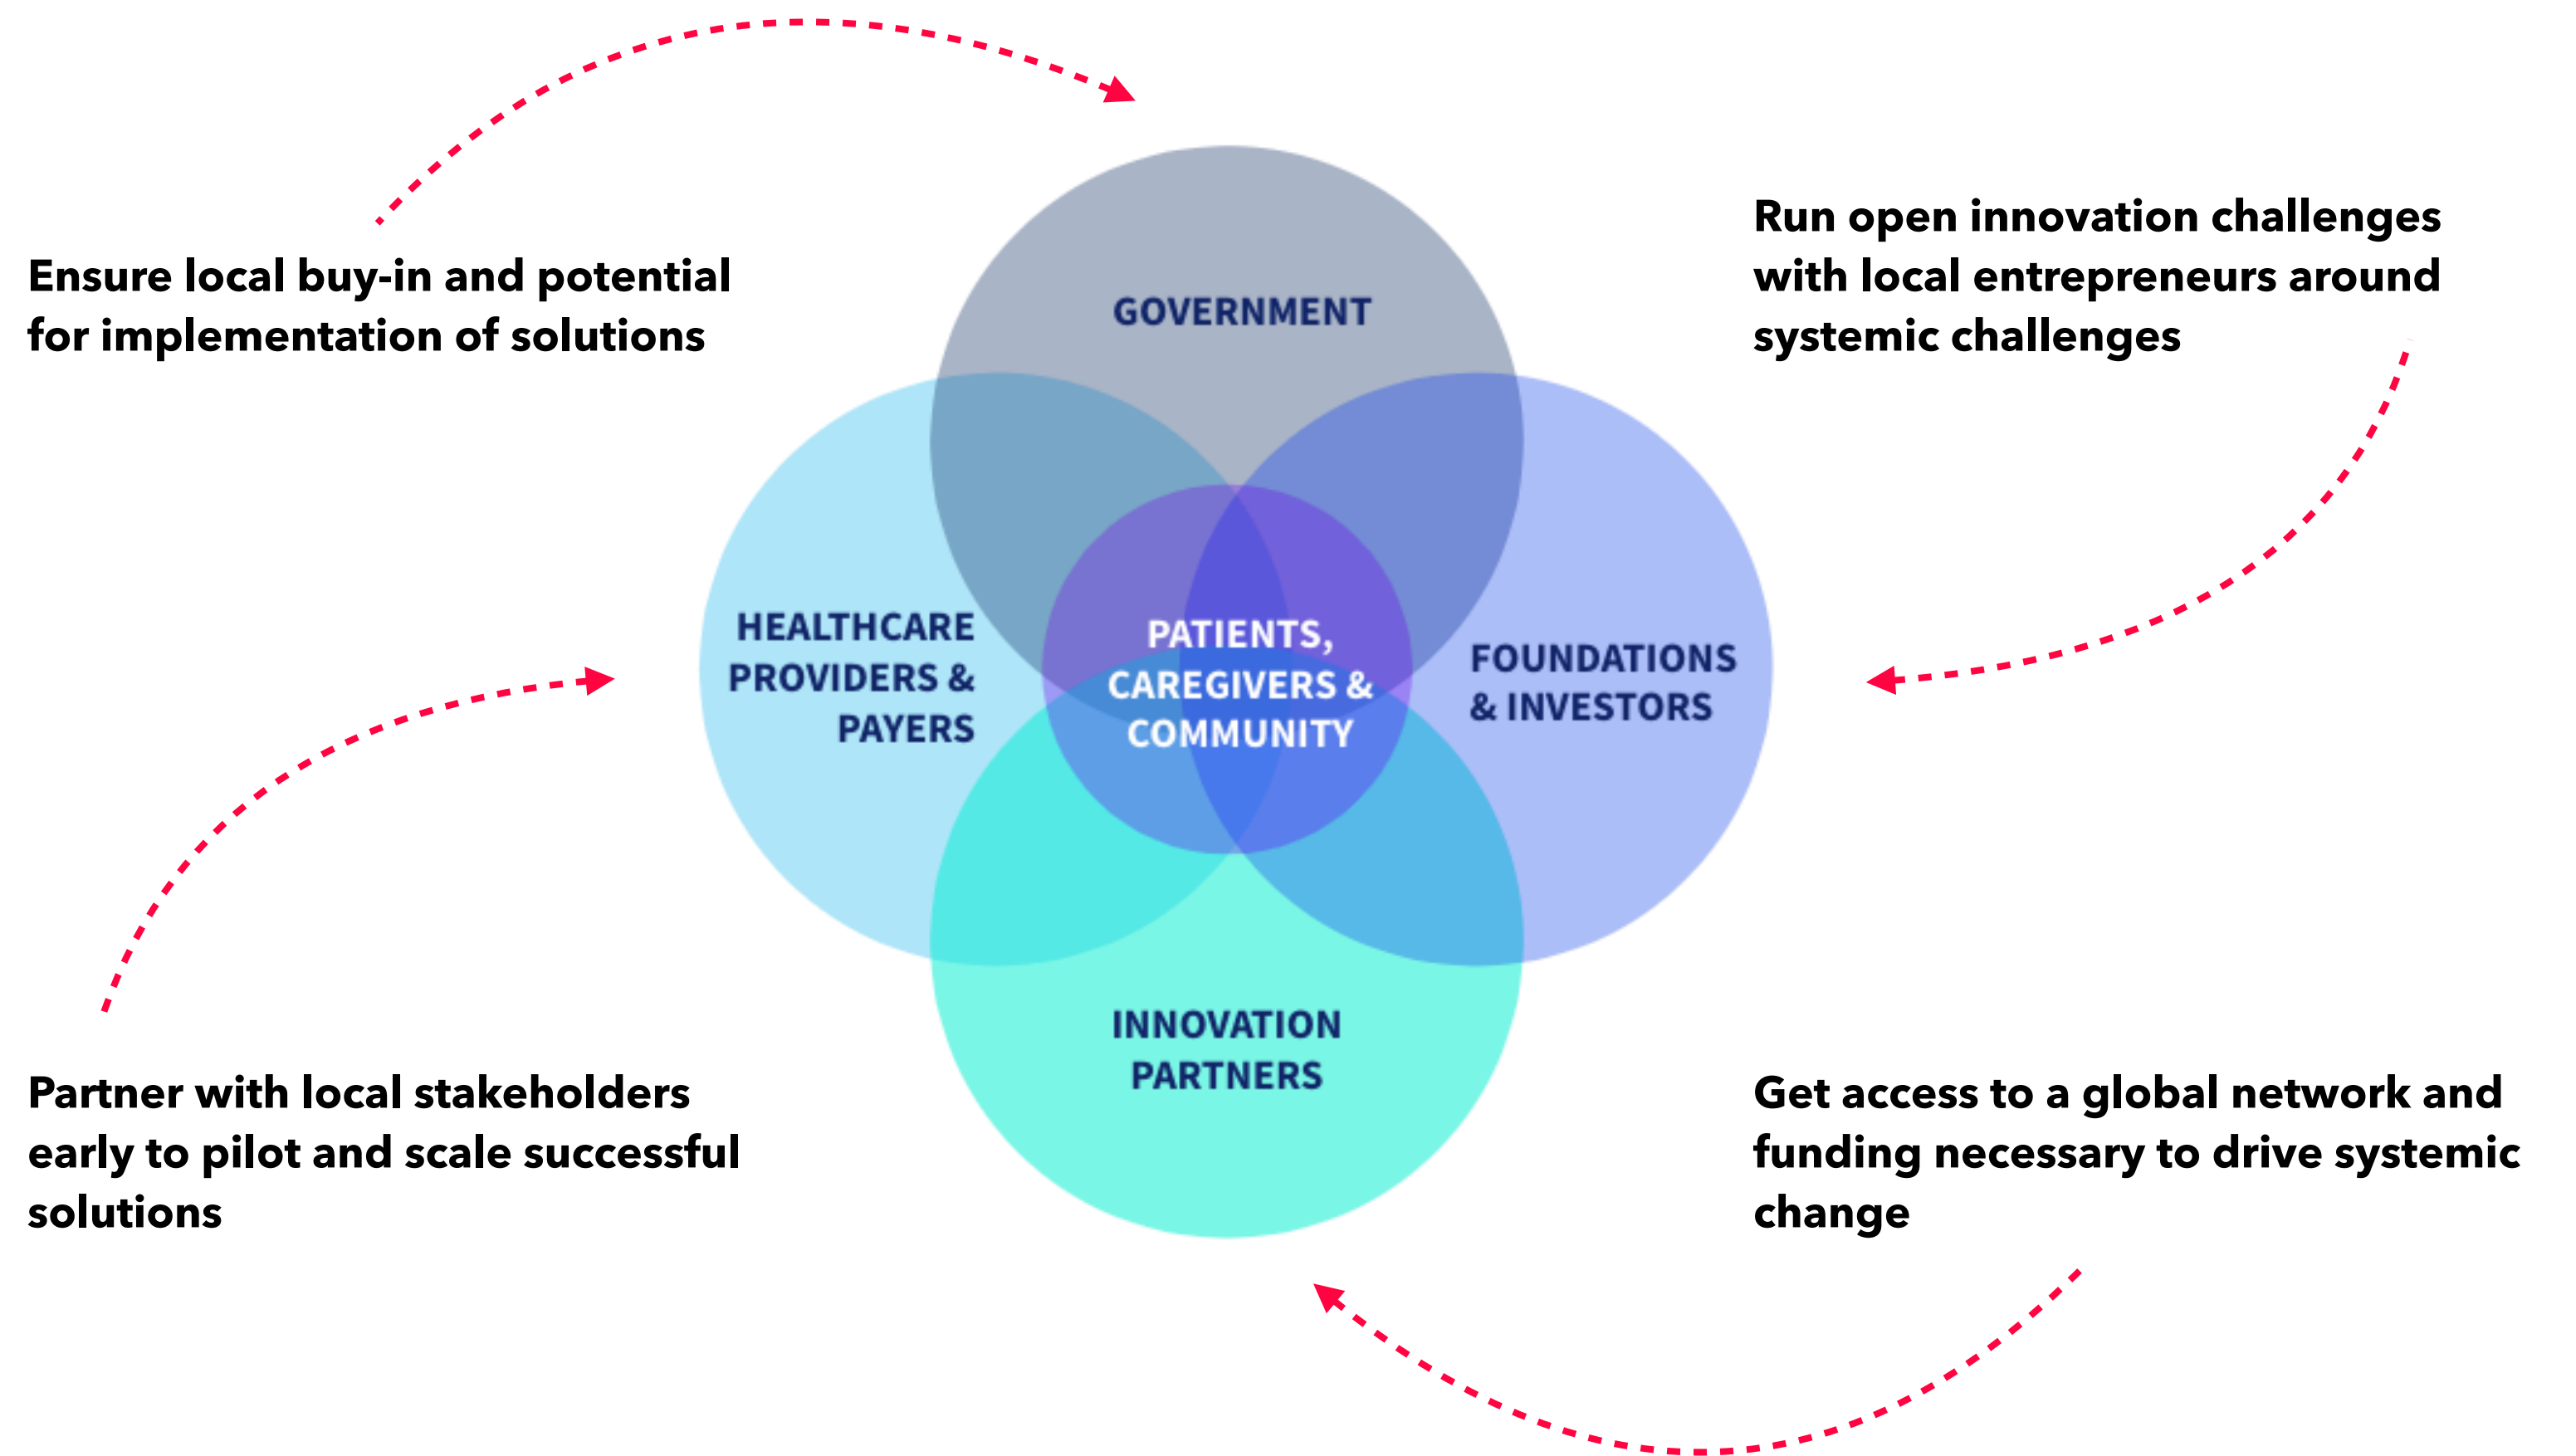 Ensure local buy-in and potential
for implementation of solutions
GOVERNMENT
Run open innovation challenges
with local entrepreneurs around
systemic challenges
HEALTHCARE
PROVIDERS &
PAYERS
PATIENTS,
CAREGIVERS &
COMMUNITY
FOUNDATIONS
& INVESTORS
INNOVATION
PARTNERS
Partner with local stakeholders
early to pilot and scale successful
solutions
Get access to a global network and
funding necessary to drive systemic
change